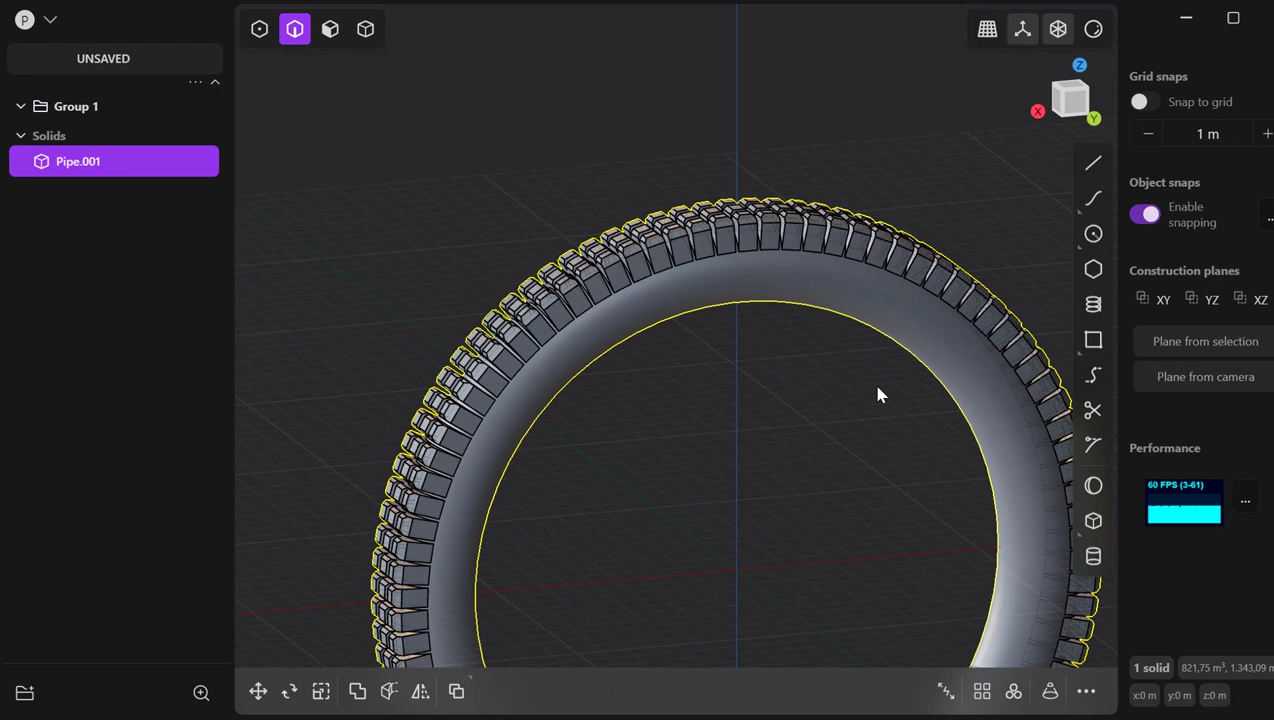 P
UNSAVED
Group 1
Solids
Pipe.001
Z
X
Y
Grid snaps
Snap to grid
1 m
Object snaps
Enable
snapping
Construction planes
XY YZ XZ
Plane from selection
Plane from camera
Performance
60 FPS (3-61)
1 solid 821,75 m³, 1.343,09 m
x:0 m y:0 m z:0 m